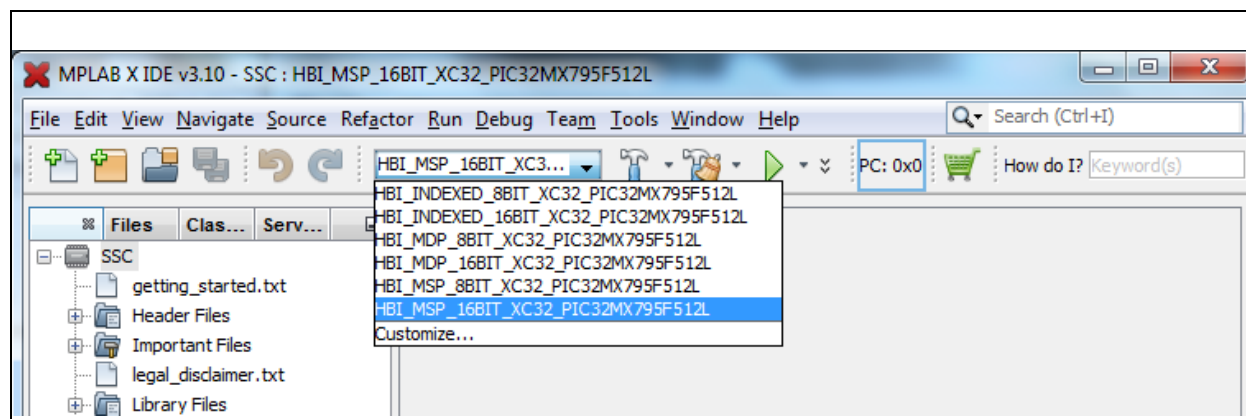 MPLAB X IDE v3.10 - SSC : HBI_MSP_16BIT_XC32_PIC32MX795F512L
File Edit View Navigate Source Refactor Run Debug Team Tools Window Help Search (Ctrl+I)
HBI_MSP_16BIT_XC3... PC: 0x0 How do I? Keyword(s)
HBI_INDEXED_8BIT_XC32_PIC32MX795F512L
HBI_INDEXED_16BIT_XC32_PIC32MX795F512L
HBI_MDP_8BIT_XC32_PIC32MX795F512L
HBI_MDP_16BIT_XC32_PIC32MX795F512L
HBI_MSP_8BIT_XC32_PIC32MX795F512L
HBI_MSP_16BIT_XC32_PIC32MX795F512L
Customize...
Files Clas... Serv...
SSC
getting_started.txt
Header Files
Important Files
legal_disclaimer.txt
Library Files